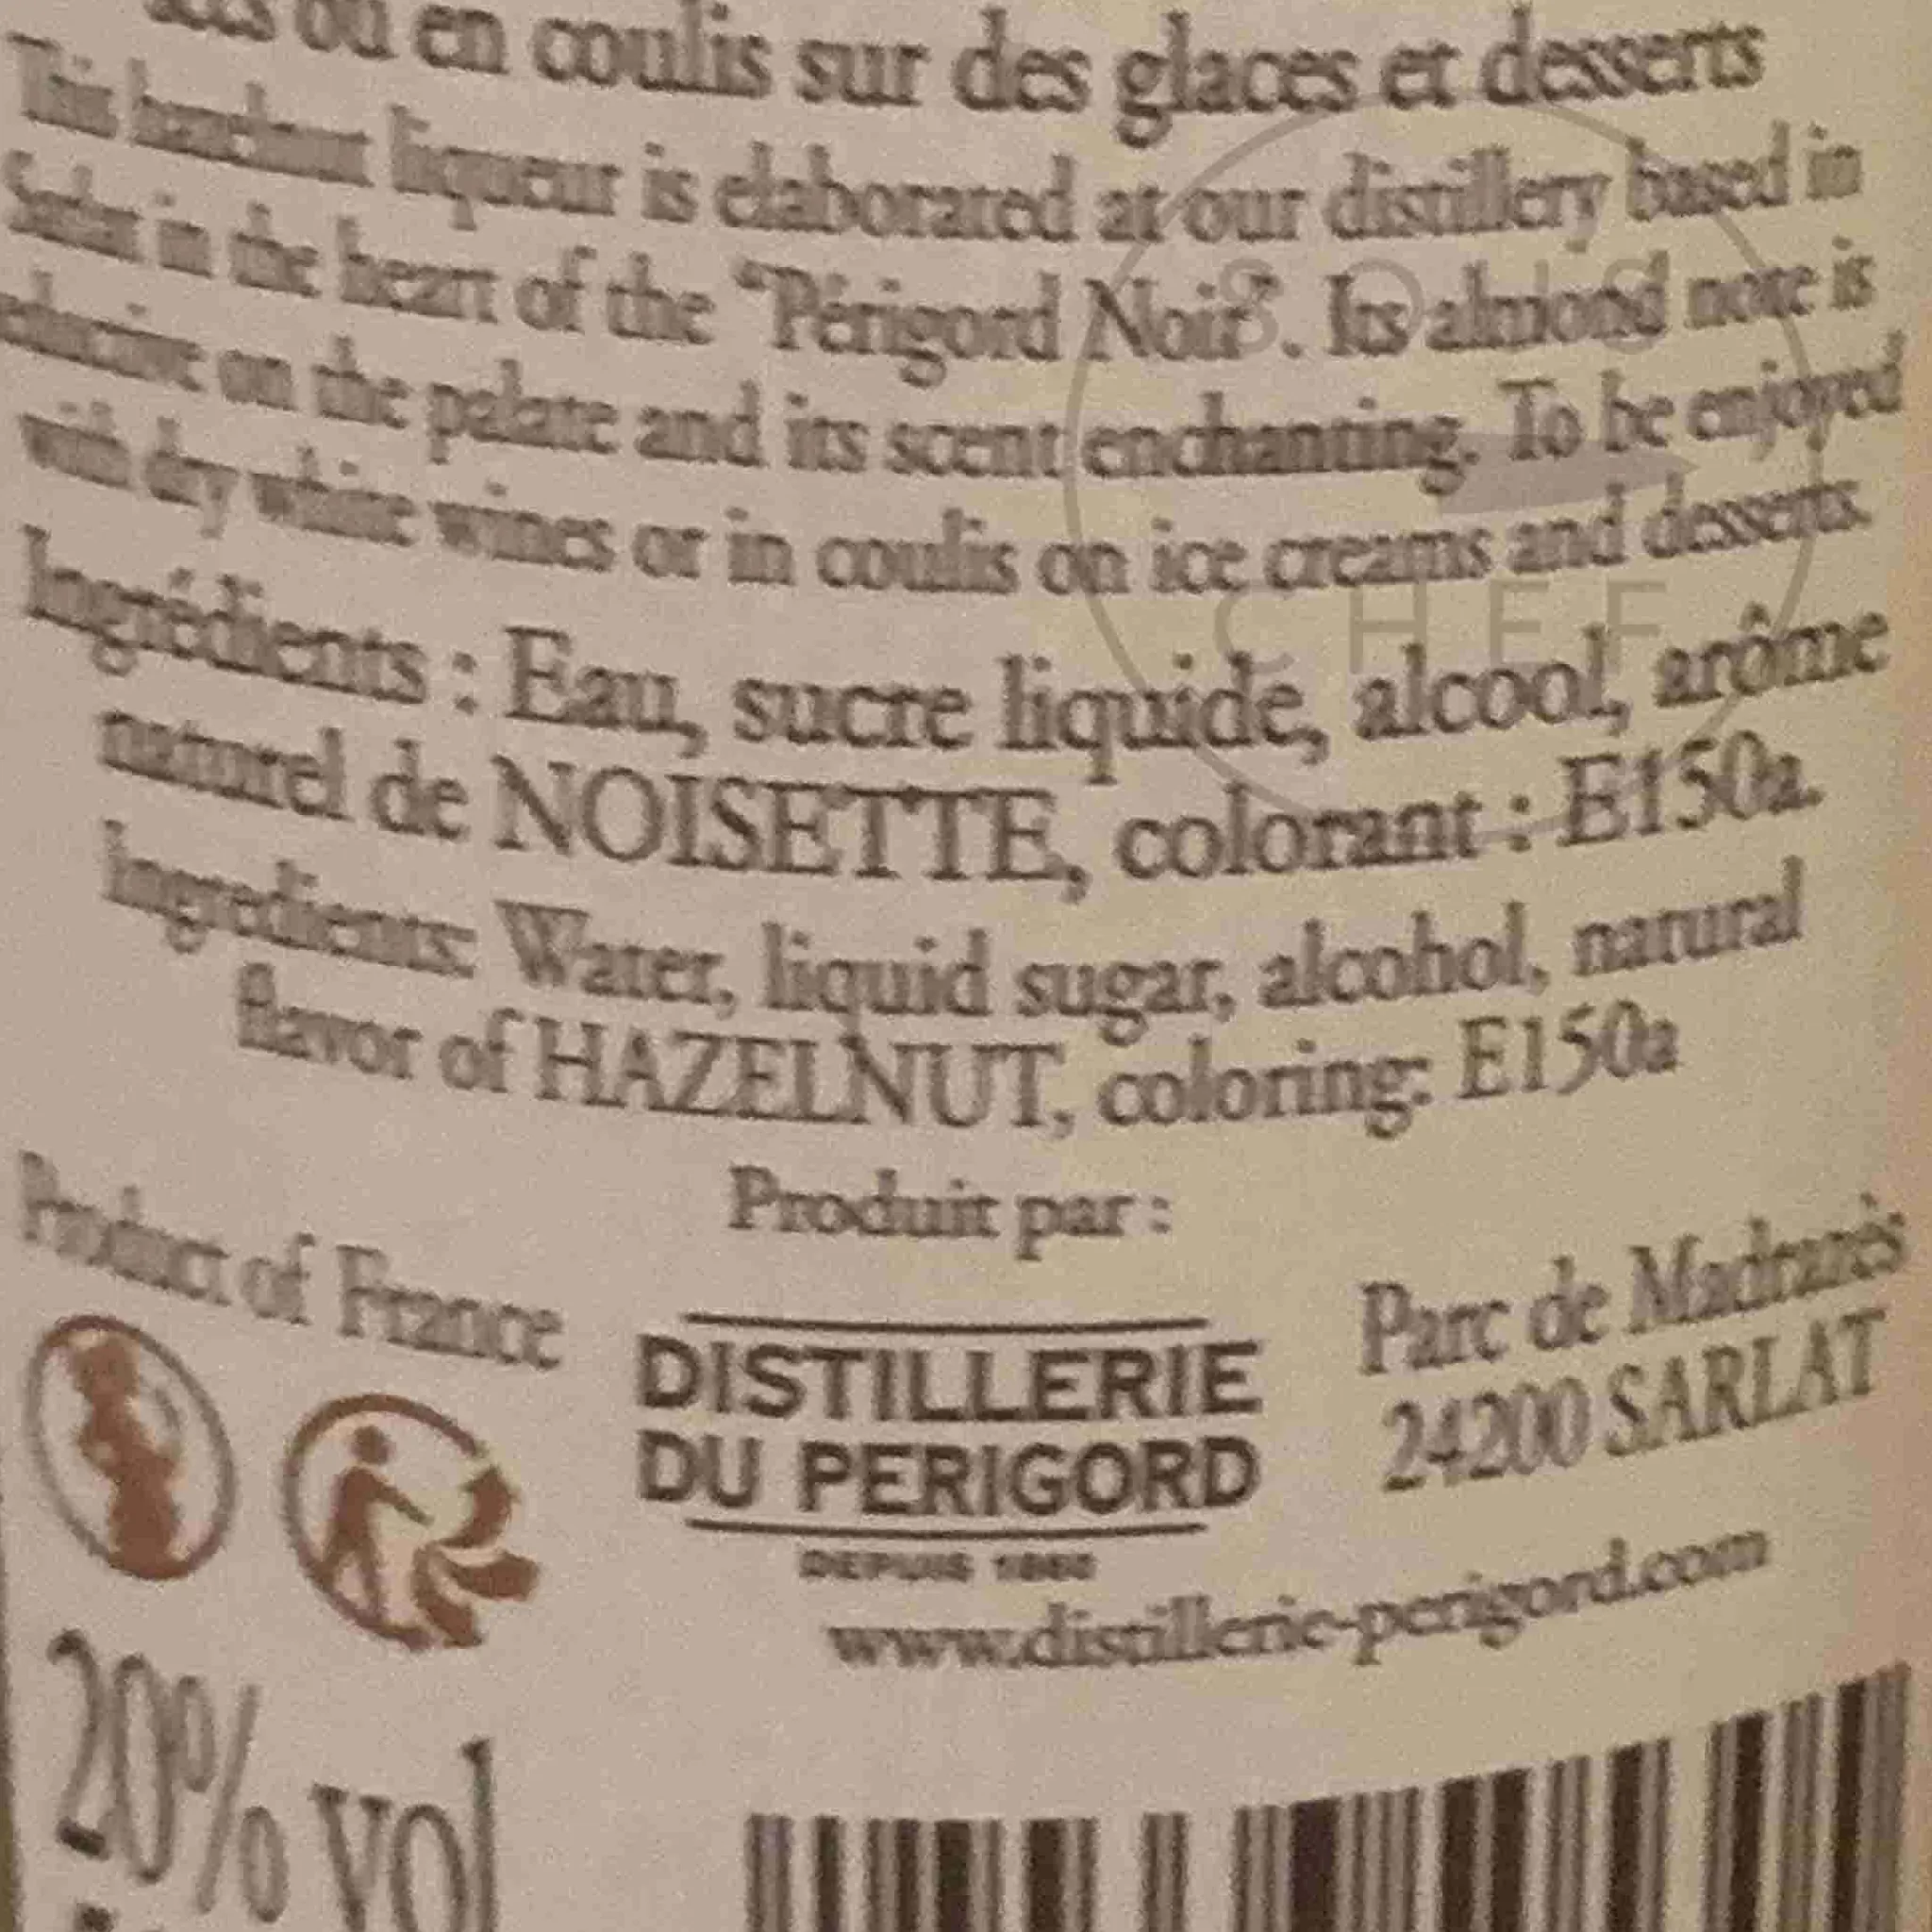 ou en coulis sur des glaces et desserts
This hazelnut liqueur is elaborated at our distillery based in
Sarlat in the heart of the "Périgord Noir". Its almond note is
seductive on the palate and its scent enchanting. To be enjoyed
with dry white wines or in coulis on ice creams and desserts.
Ingrédients : Eau, sucre liquide, alcool, arôme
naturel de NOISETTE, colorant : E150a.
Ingredients: Water, liquid sugar, alcohol, natural
flavor of HAZELNUT, coloring: E150a
Produit par :
Product of France
DISTILLERIE
DU PERIGORD
DEPUIS 1860
Parc de Madrazès
24200 SARLAT
www.distillerie-perigord.com
20% vol
SOUS
CHEF